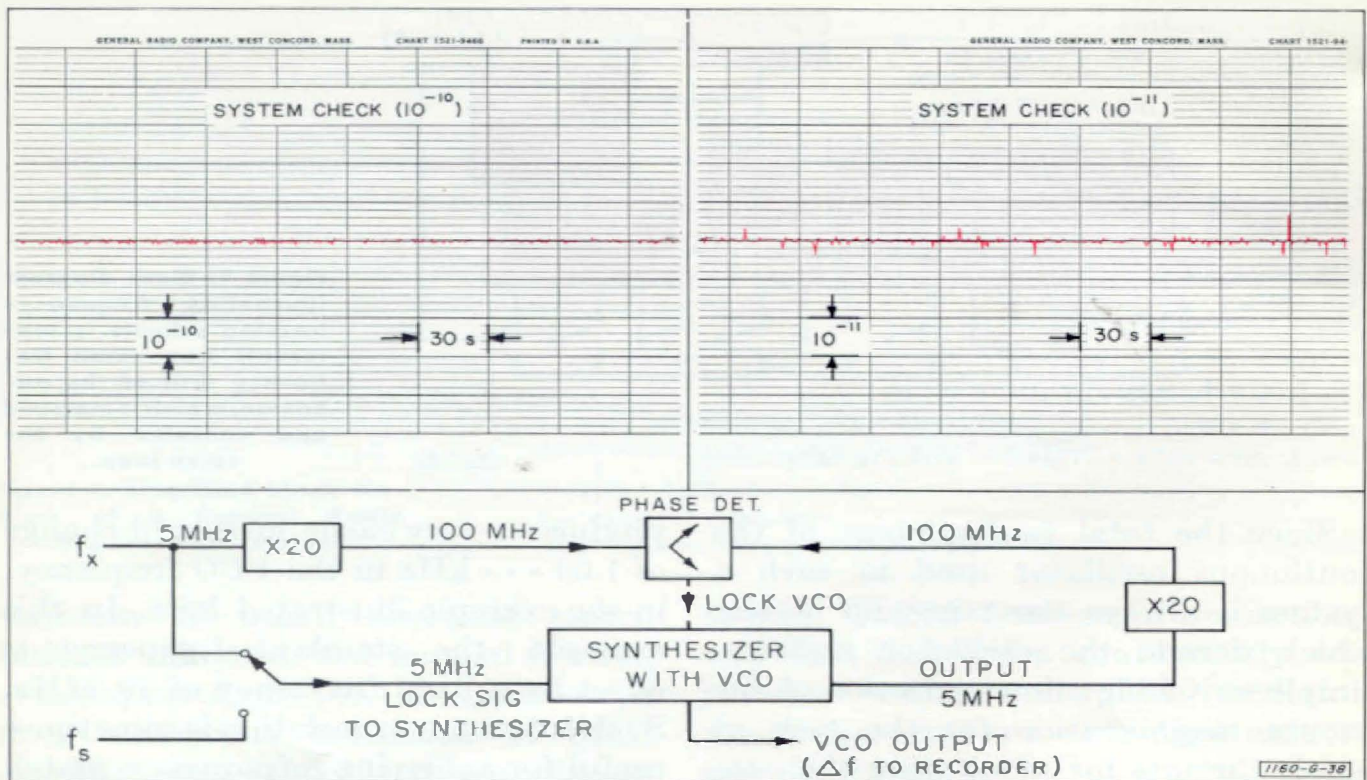 GENERAL RADIO COMPANY, WEST CONCORD, MASS. CHART 1521-9466 PRINTED IN U.S.A.
SYSTEM CHECK (10⁻¹⁰)
10⁻¹⁰
30 s
GENERAL RADIO COMPANY, WEST CONCORD, MASS. CHART 1521-94
SYSTEM CHECK (10⁻¹¹)
10⁻¹¹
30 s
PHASE DET.
fx 5 MHz X20 100 MHz 100 MHz
LOCK VCO
X20
5 MHz
LOCK SIG
TO SYNTHESIZER
SYNTHESIZER
WITH VCO
OUTPUT
5 MHz
fs
VCO OUTPUT
(Δf TO RECORDER)
1160-G-38